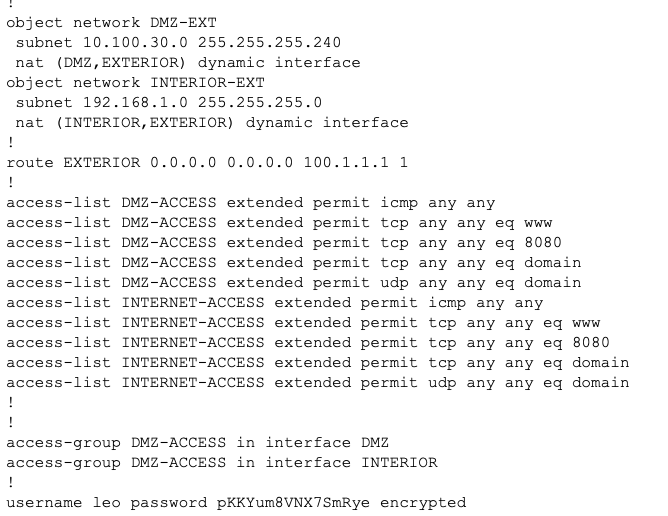 !
object network DMZ-EXT
 subnet 10.100.30.0 255.255.255.240
 nat (DMZ,EXTERIOR) dynamic interface
object network INTERIOR-EXT
 subnet 192.168.1.0 255.255.255.0
 nat (INTERIOR,EXTERIOR) dynamic interface
!
route EXTERIOR 0.0.0.0 0.0.0.0 100.1.1.1 1
!
access-list DMZ-ACCESS extended permit icmp any any
access-list DMZ-ACCESS extended permit tcp any any eq www
access-list DMZ-ACCESS extended permit tcp any any eq 8080
access-list DMZ-ACCESS extended permit tcp any any eq domain
access-list DMZ-ACCESS extended permit udp any any eq domain
access-list INTERNET-ACCESS extended permit icmp any any
access-list INTERNET-ACCESS extended permit tcp any any eq www
access-list INTERNET-ACCESS extended permit tcp any any eq 8080
access-list INTERNET-ACCESS extended permit tcp any any eq domain
access-list INTERNET-ACCESS extended permit udp any any eq domain
!
!
access-group DMZ-ACCESS in interface DMZ
access-group DMZ-ACCESS in interface INTERIOR
!
username leo password pKKYum8VNX7SmRye encrypted